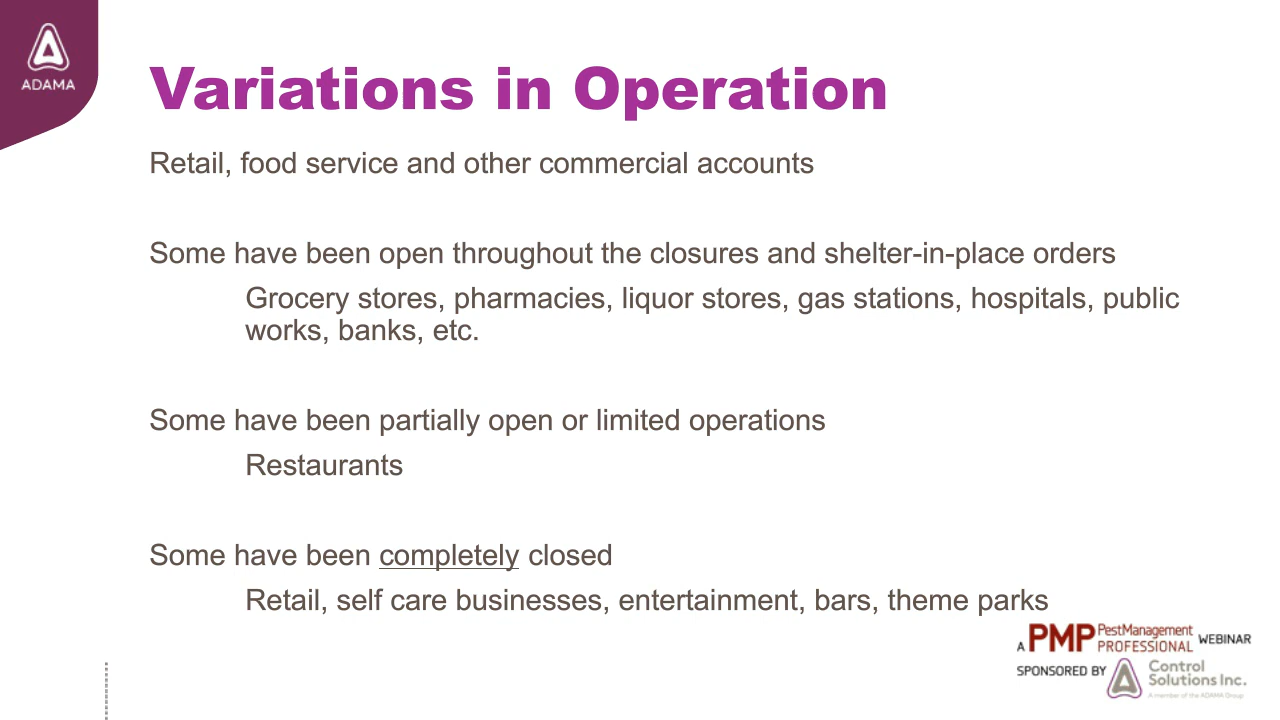 ADAMA
Variations in Operation
Retail, food service and other commercial accounts
Some have been open throughout the closures and shelter-in-place orders
Grocery stores, pharmacies, liquor stores, gas stations, hospitals, public
works, banks, etc.
Some have been partially open or limited operations
Restaurants
Some have been completely closed
Retail, self care businesses, entertainment, bars, theme parks
A PMP PestManagement PROFESSIONAL WEBINAR
SPONSORED BY Control Solutions Inc.
A member of the ADAMA Group